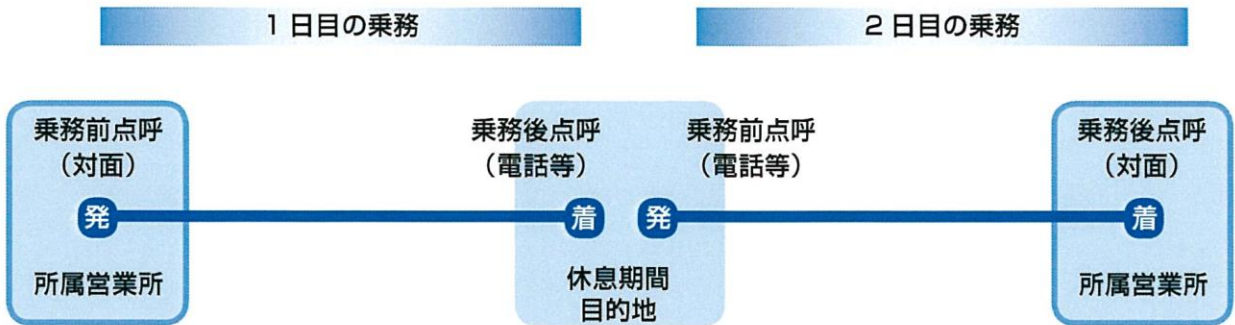 1日目の乗務
2日目の乗務
乗務前点呼
（対面）
発
所属営業所
乗務後点呼
（電話等）
着
乗務前点呼
（電話等）
発
休息期間
目的地
乗務後点呼
（対面）
着
所属営業所